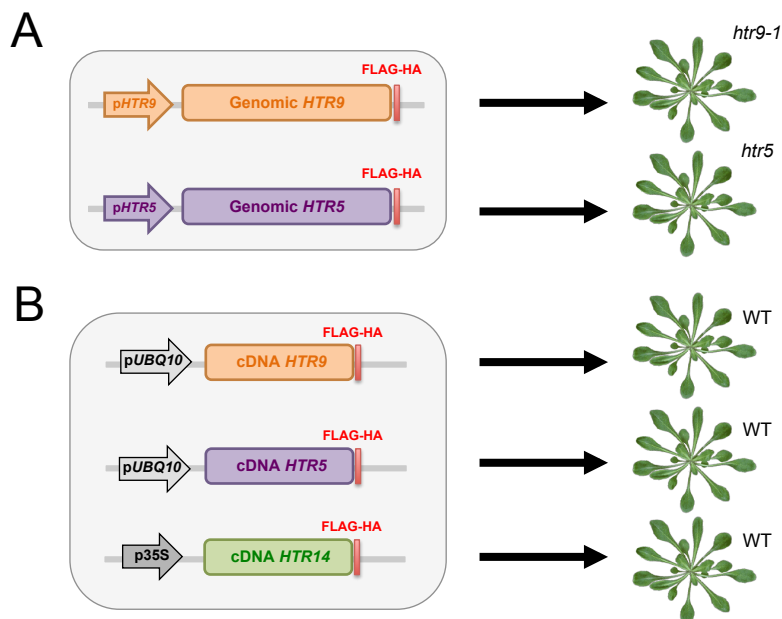 A
htr9-1
FLAG-HA
pHTR9
Genomic HTR9
htr5
FLAG-HA
pHTR5
Genomic HTR5
B
WT
FLAG-HA
pUBQ10
cDNA HTR9
WT
FLAG-HA
pUBQ10
cDNA HTR5
WT
FLAG-HA
p35S
cDNA HTR14